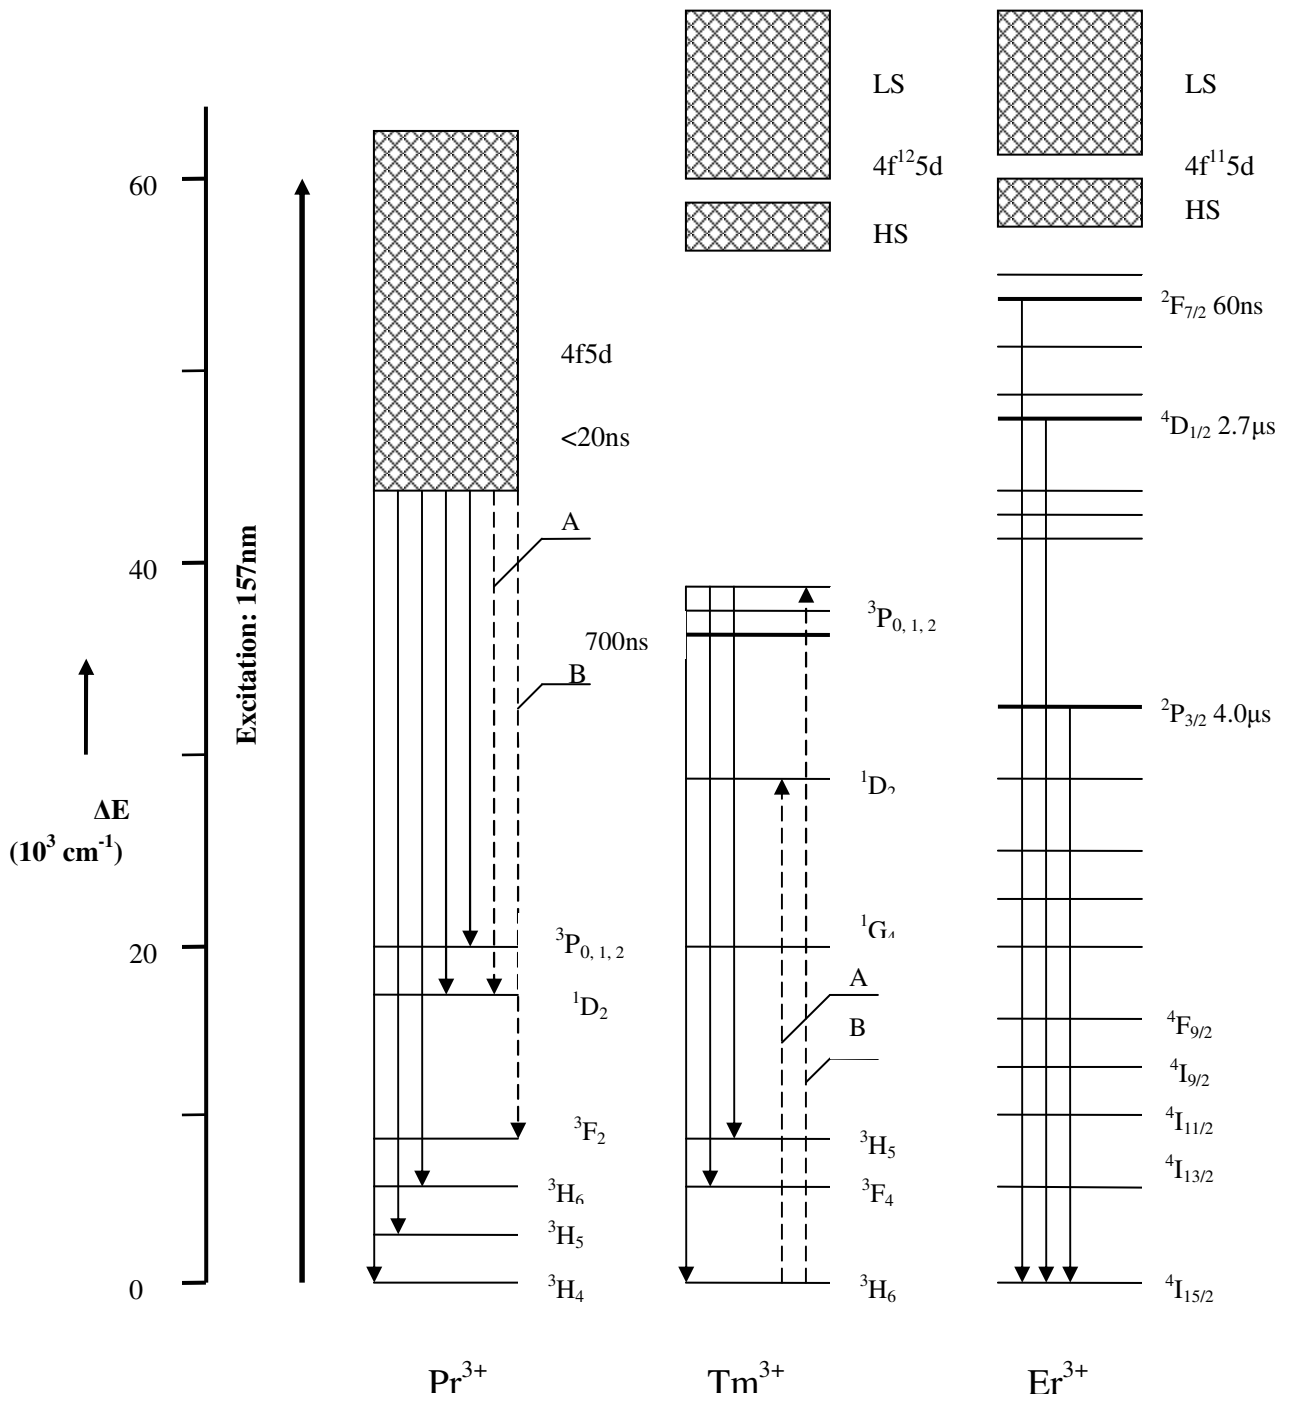 LS
LS
60
4f¹²5d
4f¹¹5d
HS
HS
²F₇/₂ 60ns
4f5d
<20ns
⁴D₁/₂ 2.7μs
A
40
Excitation: 157nm
³P₀, ₁, ₂
700ns
B
²P₃/₂ 4.0μs
¹D₂
ΔE
(10³ cm⁻¹)
20
³P₀, ₁, ₂
¹G₄
A
¹D₂
B
⁴F₉/₂
⁴I₉/₂
³F₂
⁴I₁₁/₂
³H₅
⁴I₁₃/₂
³H₆
³F₄
³H₅
0
³H₄
³H₆
⁴I₁₅/₂
Pr³⁺
Tm³⁺
Er³⁺